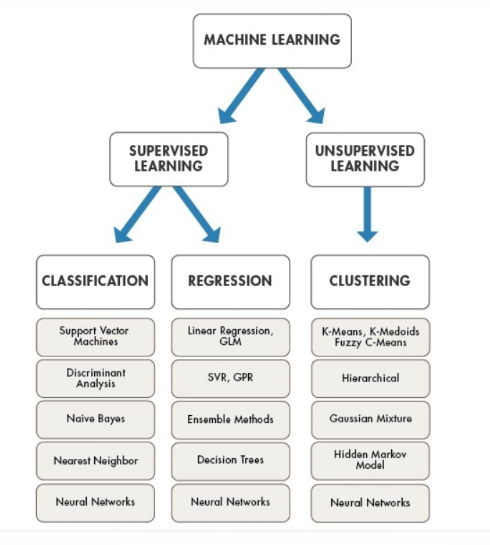 MACHINE LEARNING
SUPERVISED
LEARNING
UNSUPERVISED
LEARNING
CLASSIFICATION
REGRESSION
CLUSTERING
Support Vector
Machines
Linear Regression,
GLM
K-Means, K-Medoids
Fuzzy C-Means
Discriminant
Analysis
SVR, GPR
Hierarchical
Naive Bayes
Ensemble Methods
Gaussian Mixture
Nearest Neighbor
Decision Trees
Hidden Markov
Model
Neural Networks
Neural Networks
Neural Networks